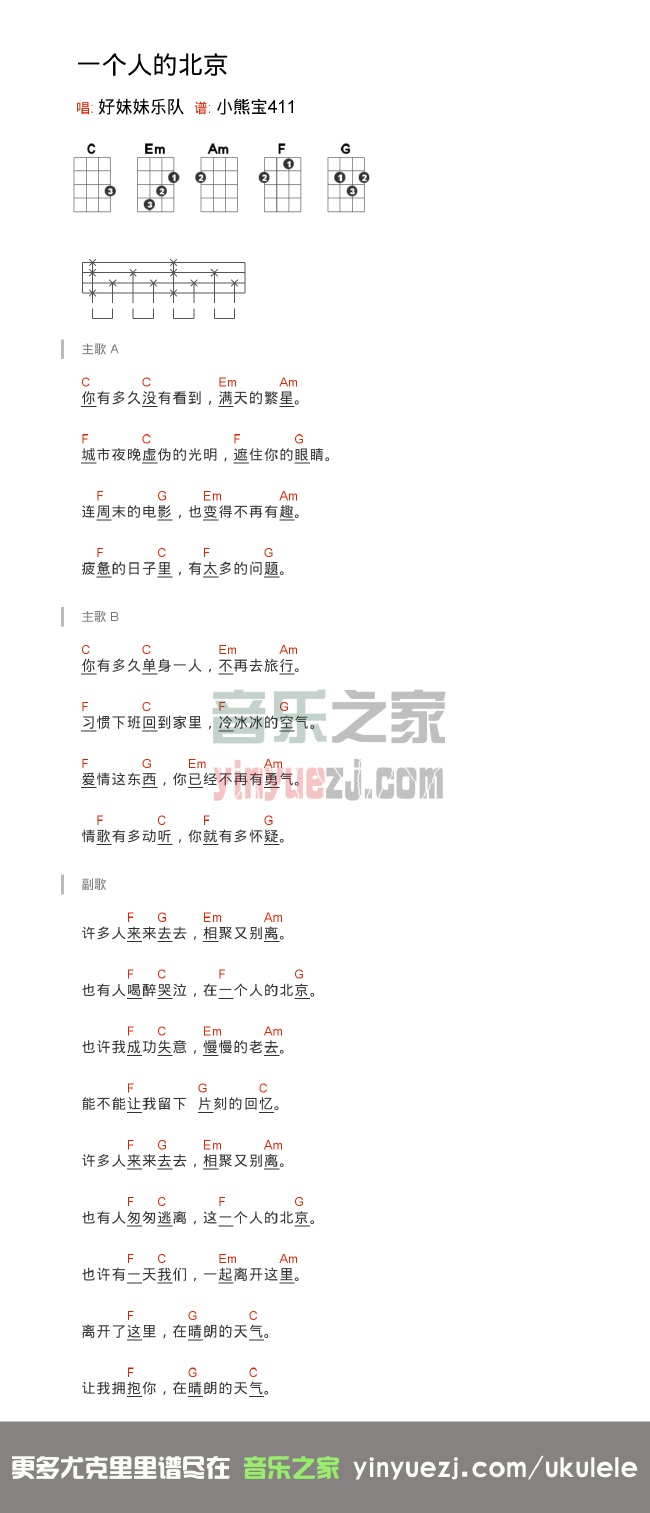 一个人的北京
唱: 好妹妹乐队 谱: 小熊宝411
C Em Am F G
3 1 2 3 2 1 2 1 2 3
主歌 A
C C Em Am
你有多久没有看到，满天的繁星。
F C F G
城市夜晚虚伪的光明，遮住你的眼睛。
F G Em Am
连周末的电影，也变得不再有趣。
F C F G
疲惫的日子里，有太多的问题。
主歌 B
C C Em Am
你有多久单身一人，不再去旅行。
F C F G
习惯下班回到家里，冷冰冰的空气。
音乐之家
F G Em Am
爱情这东西，你已经不再有勇气。
yinyuezj.com
F C F G
情歌有多动听，你就有多怀疑。
副歌
F G Em Am
许多人来来去去，相聚又别离。
F C F G
也有人喝醉哭泣，在一个人的北京。
F C Em Am
也许我成功失意，慢慢的老去。
F G C
能不能让我留下 片刻的回忆。
F G Em Am
许多人来来去去，相聚又别离。
F C F G
也有人匆匆逃离，这一个人的北京。
F C Em Am
也许有一天我们，一起离开这里。
F G C
离开了这里，在晴朗的天气。
F G C
让我拥抱你，在晴朗的天气。
更多尤克里里谱尽在 音乐之家 yinyuezj.com/ukulele